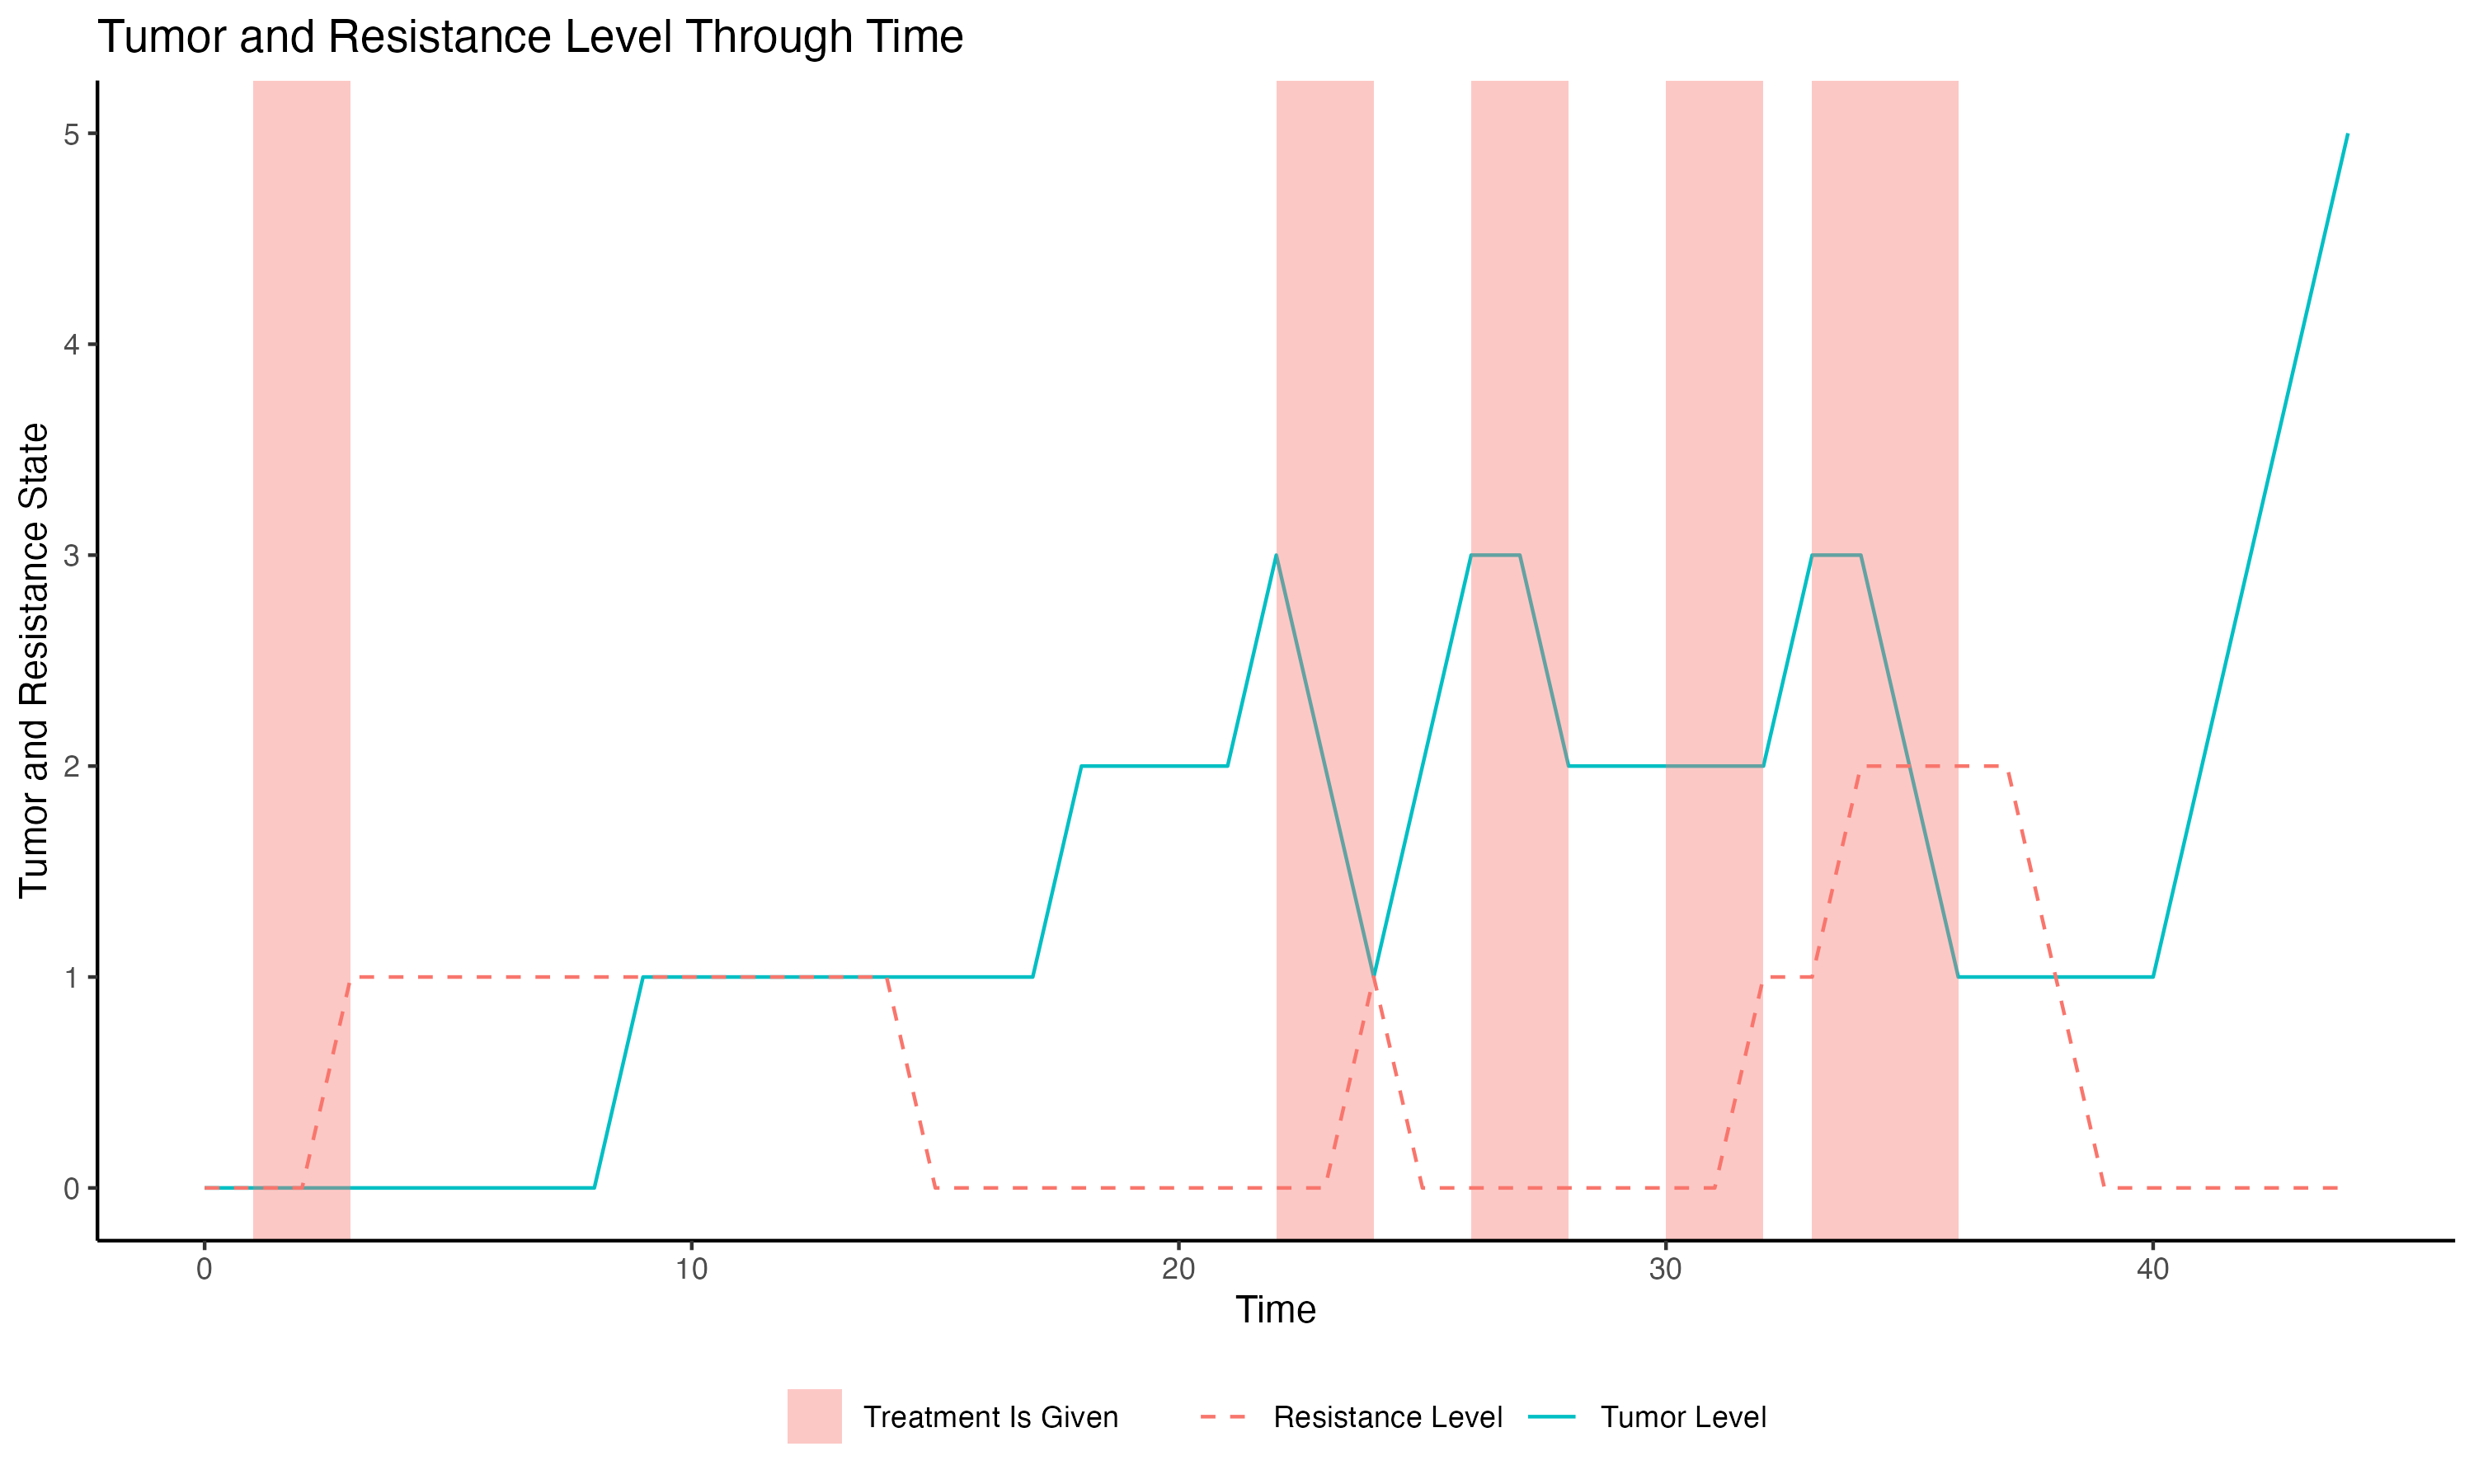 Tumor and Resistance Level Through Time
Tumor and Resistance State
5
4
3
2
1
0
0 10 20 30 40
Time
Treatment Is Given Resistance Level Tumor Level